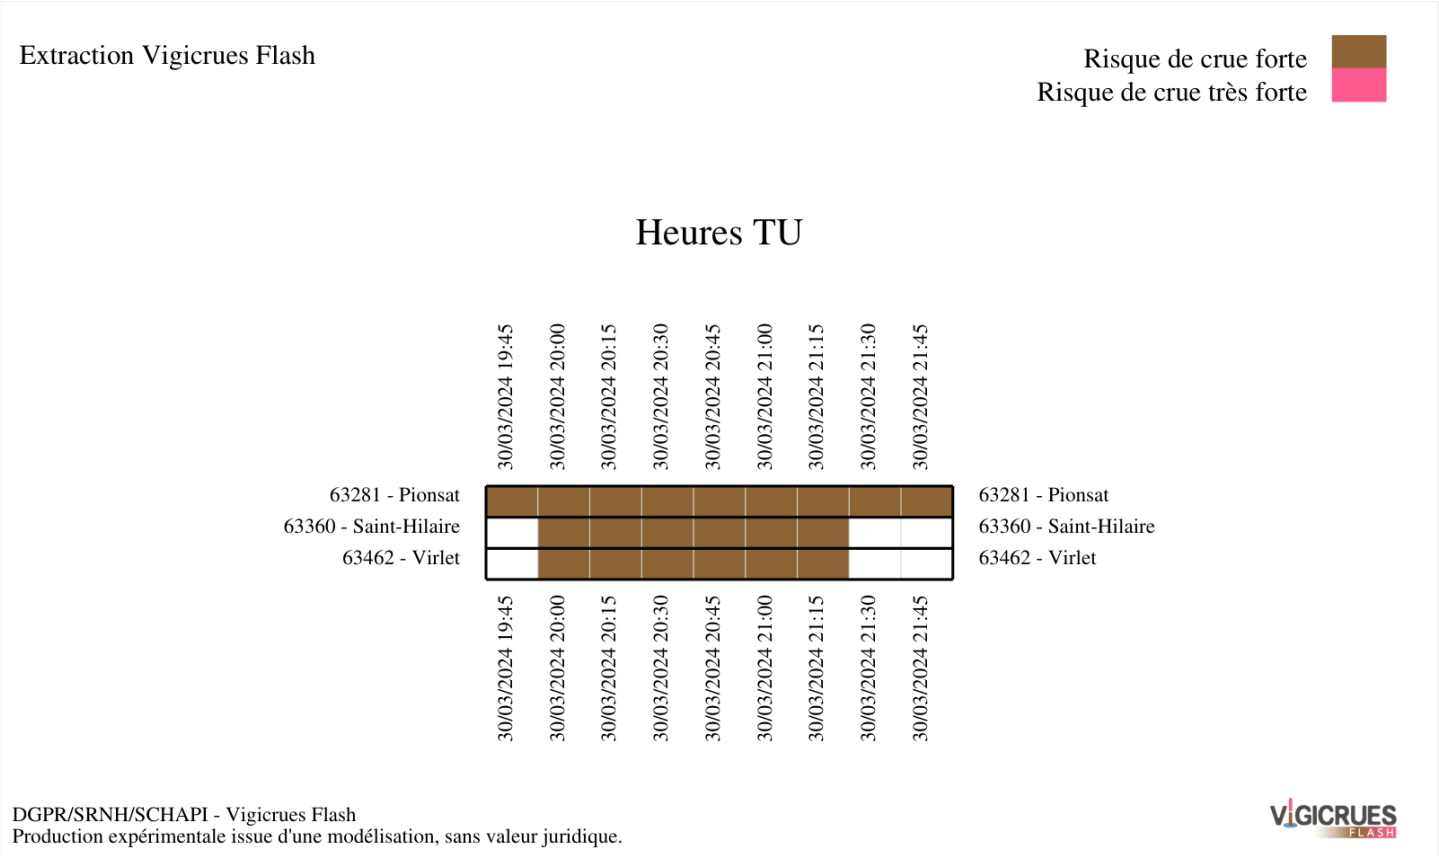 Extraction Vigicrues Flash
Risque de crue forte
Risque de crue très forte
Heures TU
30/03/2024 19:45
30/03/2024 20:00
30/03/2024 20:15
30/03/2024 20:30
30/03/2024 20:45
30/03/2024 21:00
30/03/2024 21:15
30/03/2024 21:30
30/03/2024 21:45
63281 - Pionsat 63281 - Pionsat
63360 - Saint-Hilaire 63360 - Saint-Hilaire
63462 - Virlet 63462 - Virlet
30/03/2024 19:45
30/03/2024 20:00
30/03/2024 20:15
30/03/2024 20:30
30/03/2024 20:45
30/03/2024 21:00
30/03/2024 21:15
30/03/2024 21:30
30/03/2024 21:45
DGPR/SRNH/SCHAPI - Vigicrues Flash
Production expérimentale issue d'une modélisation, sans valeur juridique.
VIGICRUES
FLASH